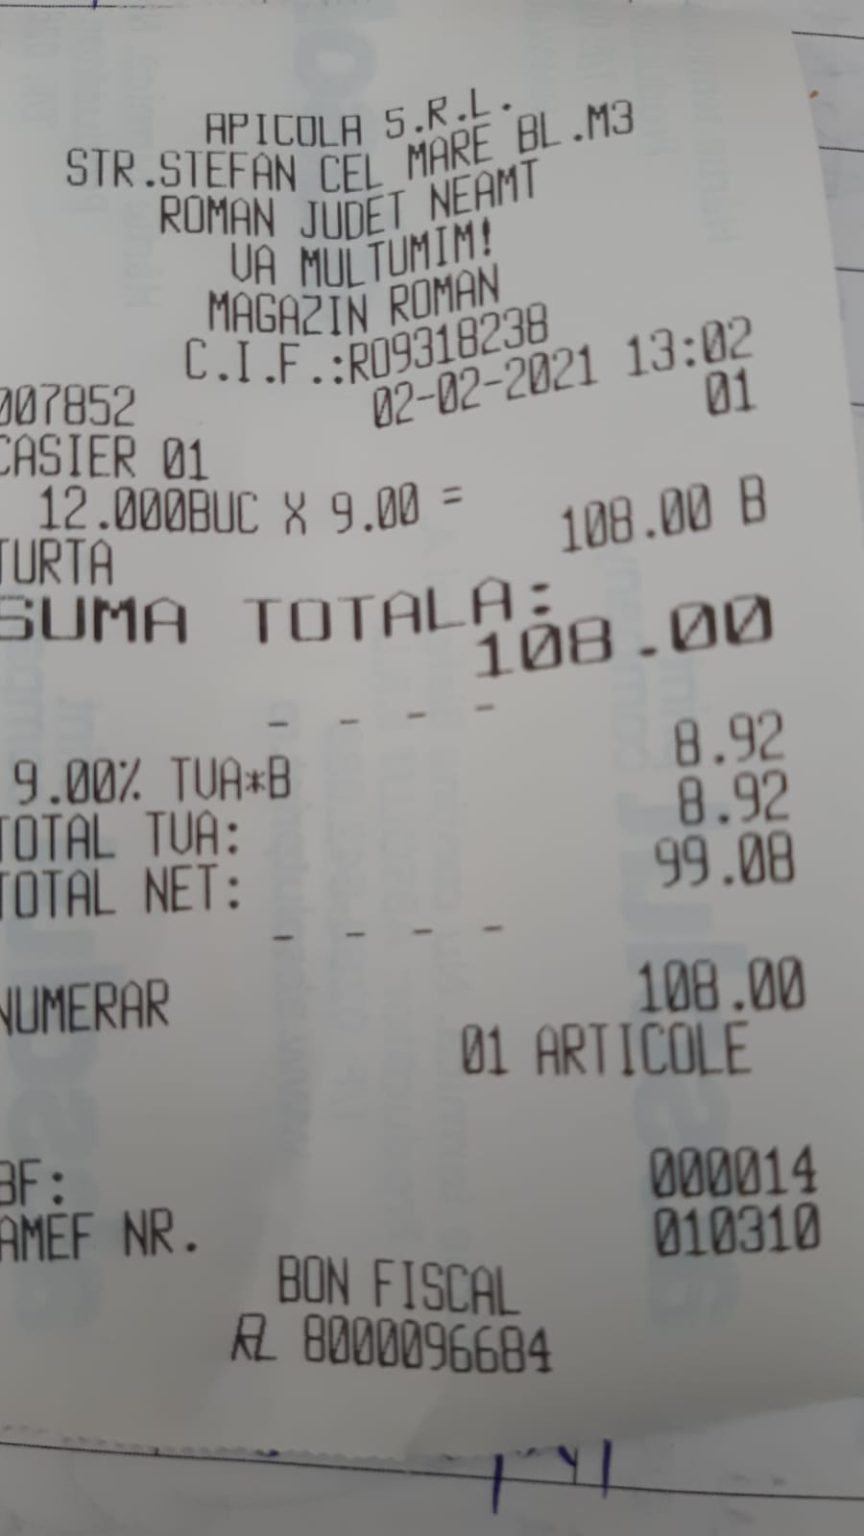 APICOLA S.R.L.
STR.STEFAN CEL MARE BL.M3
ROMAN JUDET NEAMT
VA MULTUMIM!
MAGAZIN ROMAN
C.I.F.:RO9318238
007852 02-02-2021 13:02
CASIER 01 01
12.000BUC X 9.00 = 108.00 B
TURTA
SUMA TOTALA:
108.00
- - - -
9.00% TVA*B 8.92
TOTAL TVA: 8.92
TOTAL NET: 99.08
- - - -
NUMERAR 108.00
01 ARTICOLE
BF: 000014
AMEF NR. 010310
BON FISCAL
8000096684